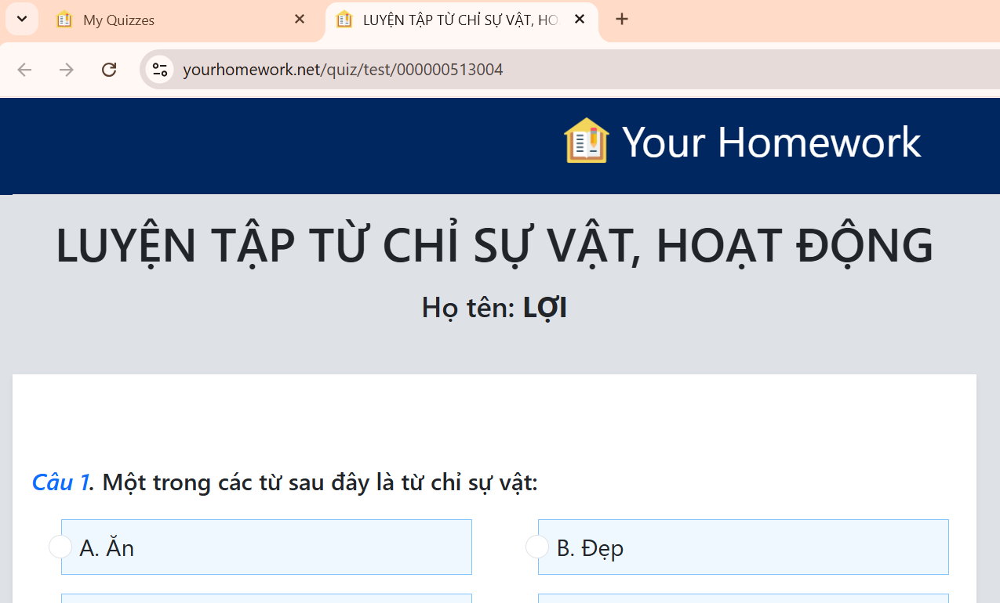 My Quizzes
LUYỆN TẬP TỪ CHỈ SỰ VẬT, HO
yourhomework.net/quiz/test/000000513004
Your Homework
LUYỆN TẬP TỪ CHỈ SỰ VẬT, HOẠT ĐỘNG
Họ tên: LỢI
Câu 1. Một trong các từ sau đây là từ chỉ sự vật:
A. Ăn
B. Đẹp